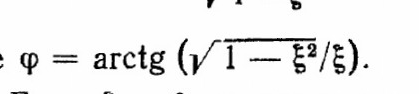 φ = arctg (√1 — ξ²/ξ).